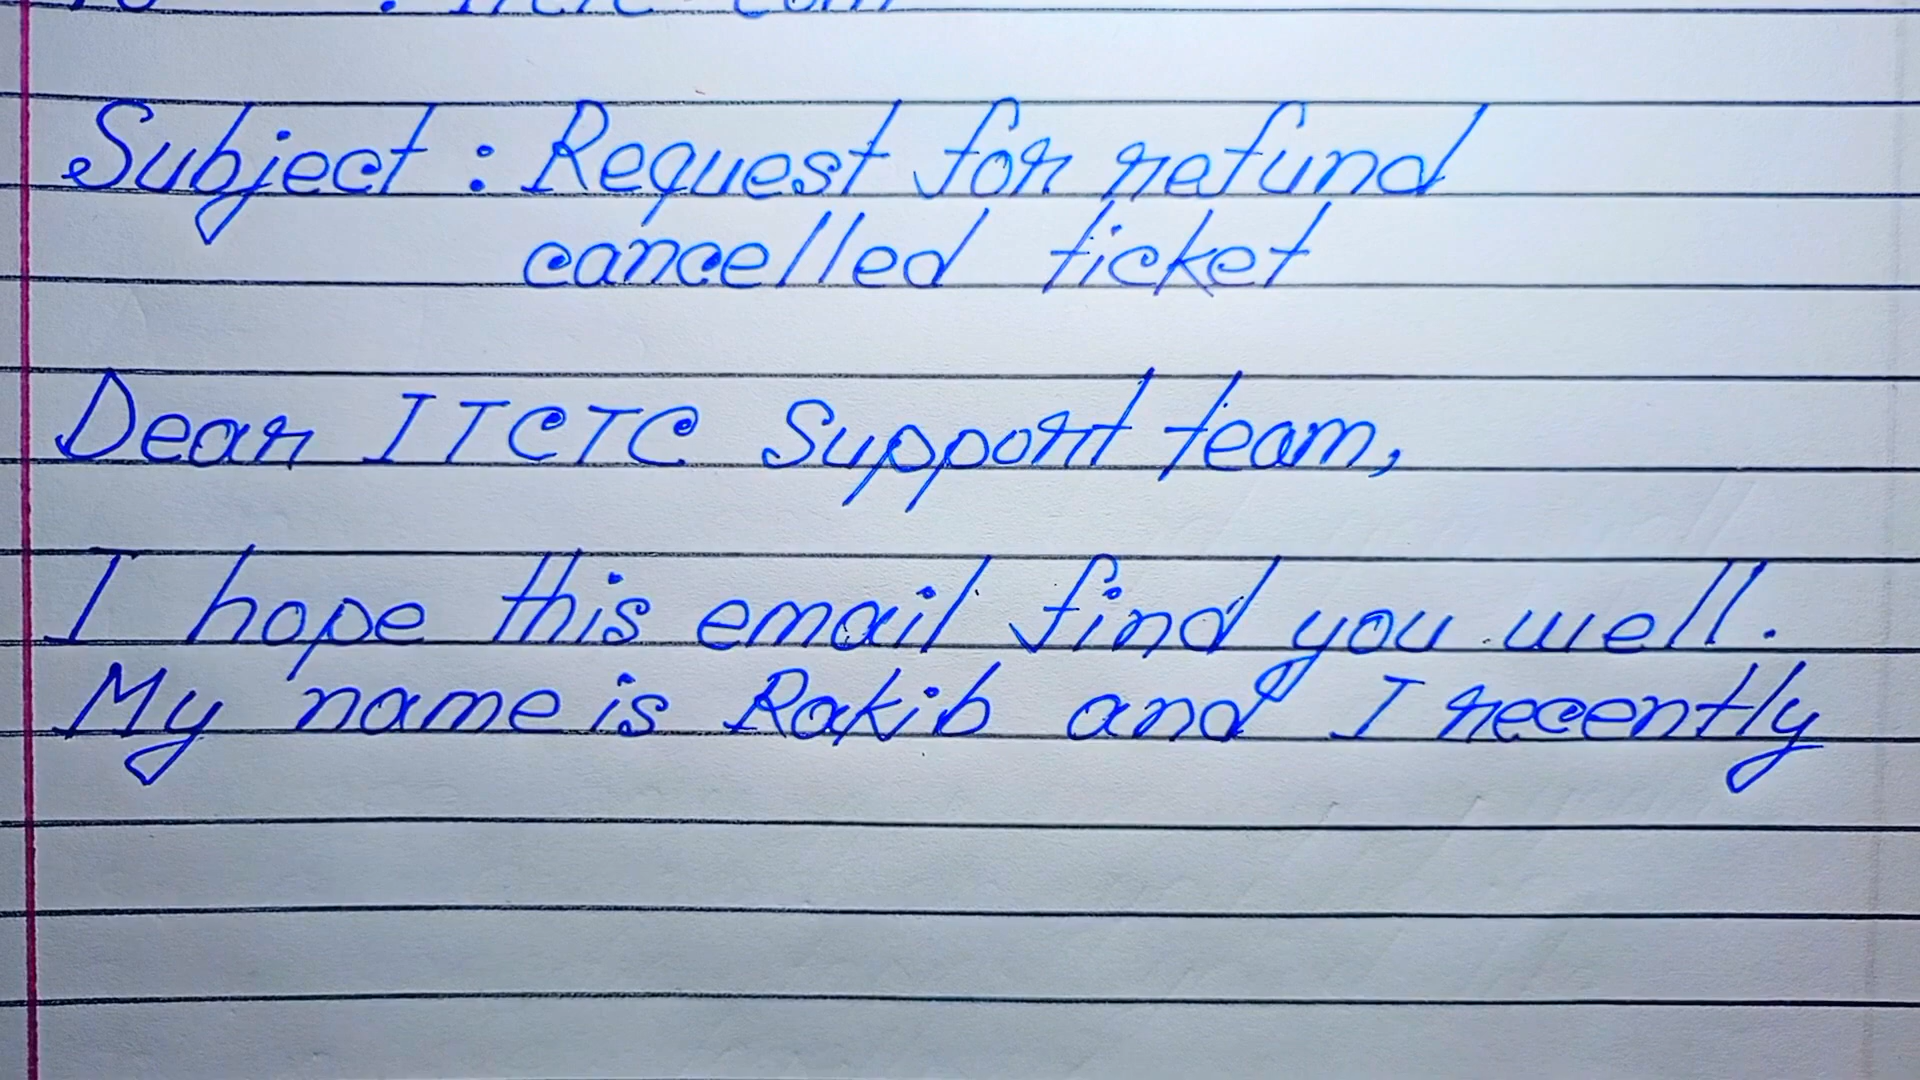 Subject : Request for refund
cancelled ticket
Dear ITCTC Support team,
I hope this email find you well.
My name is Rakib and I recently